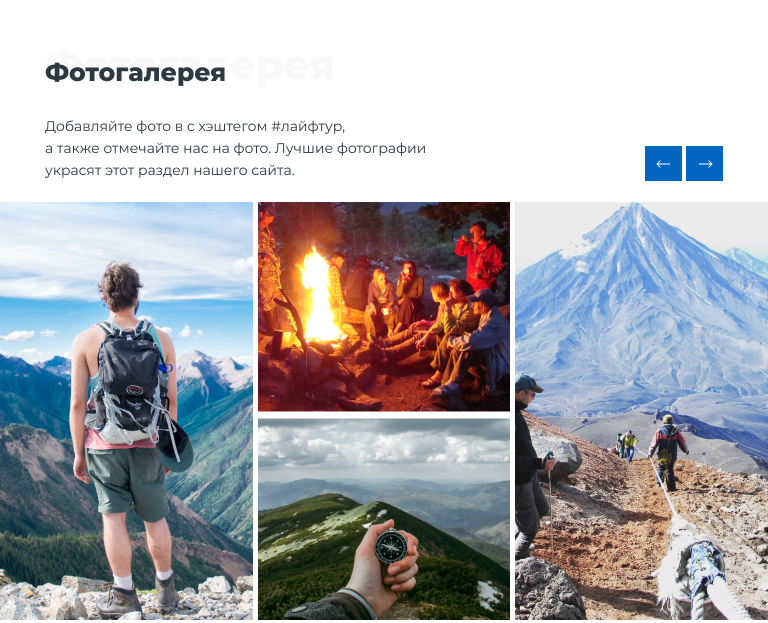 Фотогалерея
Фотогалерея
Добавляйте фото в с хэштегом #лайфтур,
а также отмечайте нас на фото. Лучшие фотографии
украсят этот раздел нашего сайта.